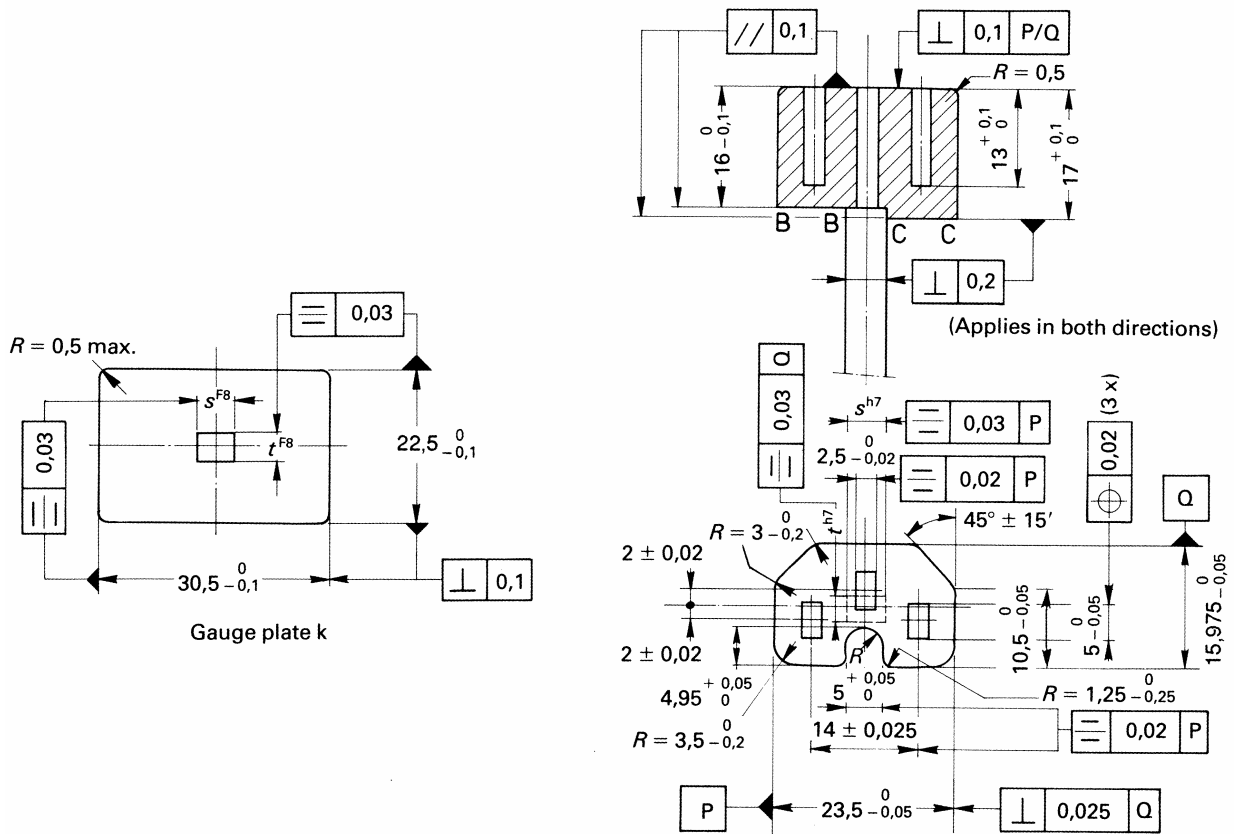 // 0,1
⊥ 0,1 P/Q
R = 0,5
16 0 −0,1
13 +0,1 0
17 +0,1 0
B B C C
⊥ 0,2
(Applies in both directions)
⌯ 0,03
R = 0,5 max.
⌯ 0,03
sF8
tF8
22,5 0 −0,1
30,5 0 −0,1
⊥ 0,1
Gauge plate k
⌯ 0,03 Q
sh7
⌯ 0,03 P
2,5 0 −0,02
⌯ 0,02 P
⌖ 0,02 (3 x)
Q
th7
45° ± 15′
R = 3 0 −0,2
2 ± 0,02
2 ± 0,02
10,5 0 −0,05
5 0 −0,05
15,975 0 −0,05
R
4,95 +0,05 0
5 +0,05 0
R = 1,25 0 −0,25
R = 3,5 0 −0,2
14 ± 0,025
⌯ 0,02 P
P
23,5 0 −0,05
⊥ 0,025 Q